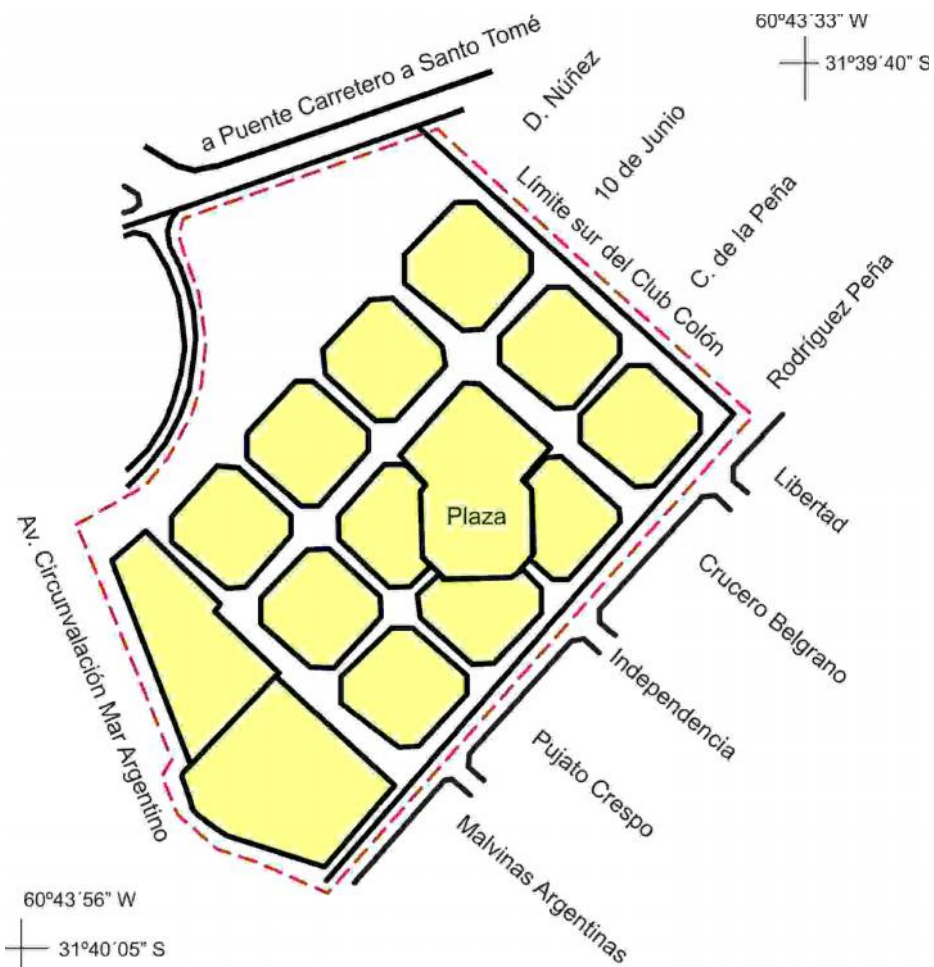 60º43´33” W
31º39´40” S
a Puente Carretero a Santo Tomé
D. Núñez
10 de Junio
Límite sur del Club Colón
C. de la Peña
Rodríguez Peña
Libertad
Plaza
Crucero Belgrano
Av. Circunvalación Mar Argentino
Independencia
Pujato Crespo
Malvinas Argentinas
60º43´56” W
31º40´05” S